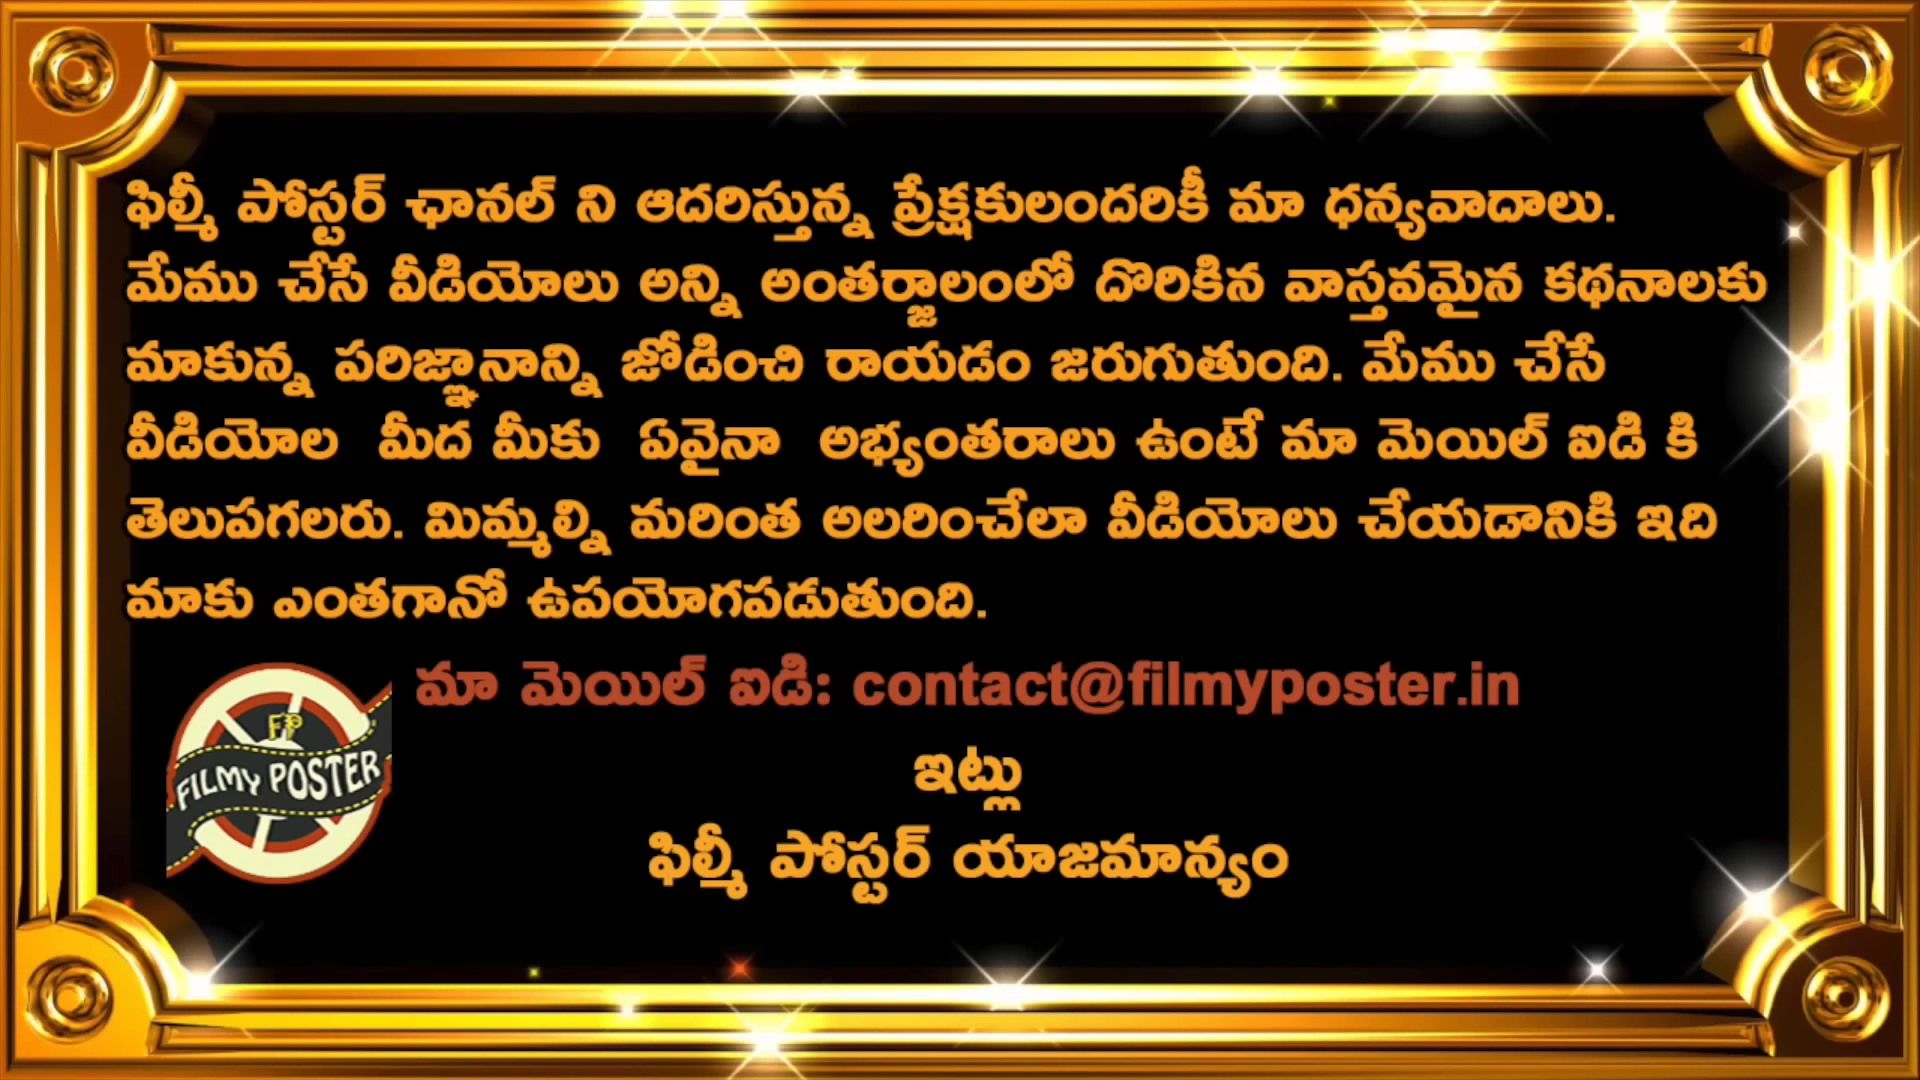 ఫిల్మీ పోస్టర్ ఛానల్ ని ఆదరిస్తున్న ప్రేక్షకులందరికీ మా ధన్యవాదాలు.
మేము చేసే వీడియోలు అన్ని అంతర్జాలంలో దొరికిన వాస్తవమైన కథనాలకు
మాకున్న పరిజ్ఞానాన్ని జోడించి రాయడం జరుగుతుంది. మేము చేసే
వీడియోల మీద మీకు ఏవైనా అభ్యంతరాలు ఉంటే మా మెయిల్ ఐడి కి
తెలుపగలరు. మిమ్మల్ని మరింత అలరించేలా వీడియోలు చేయడానికి ఇది
మాకు ఎంతగానో ఉపయోగపడుతుంది.
మా మెయిల్ ఐడి: contact@filmyposter.in
FP
FILMY POSTER
ఇట్లు
ఫిల్మీ పోస్టర్ యాజమాన్యం